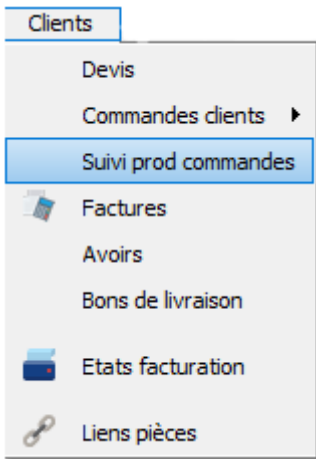 Clients
Devis
Commandes clients
Suivi prod commandes
Factures
Avoirs
Bons de livraison
Etats facturation
Liens pièces